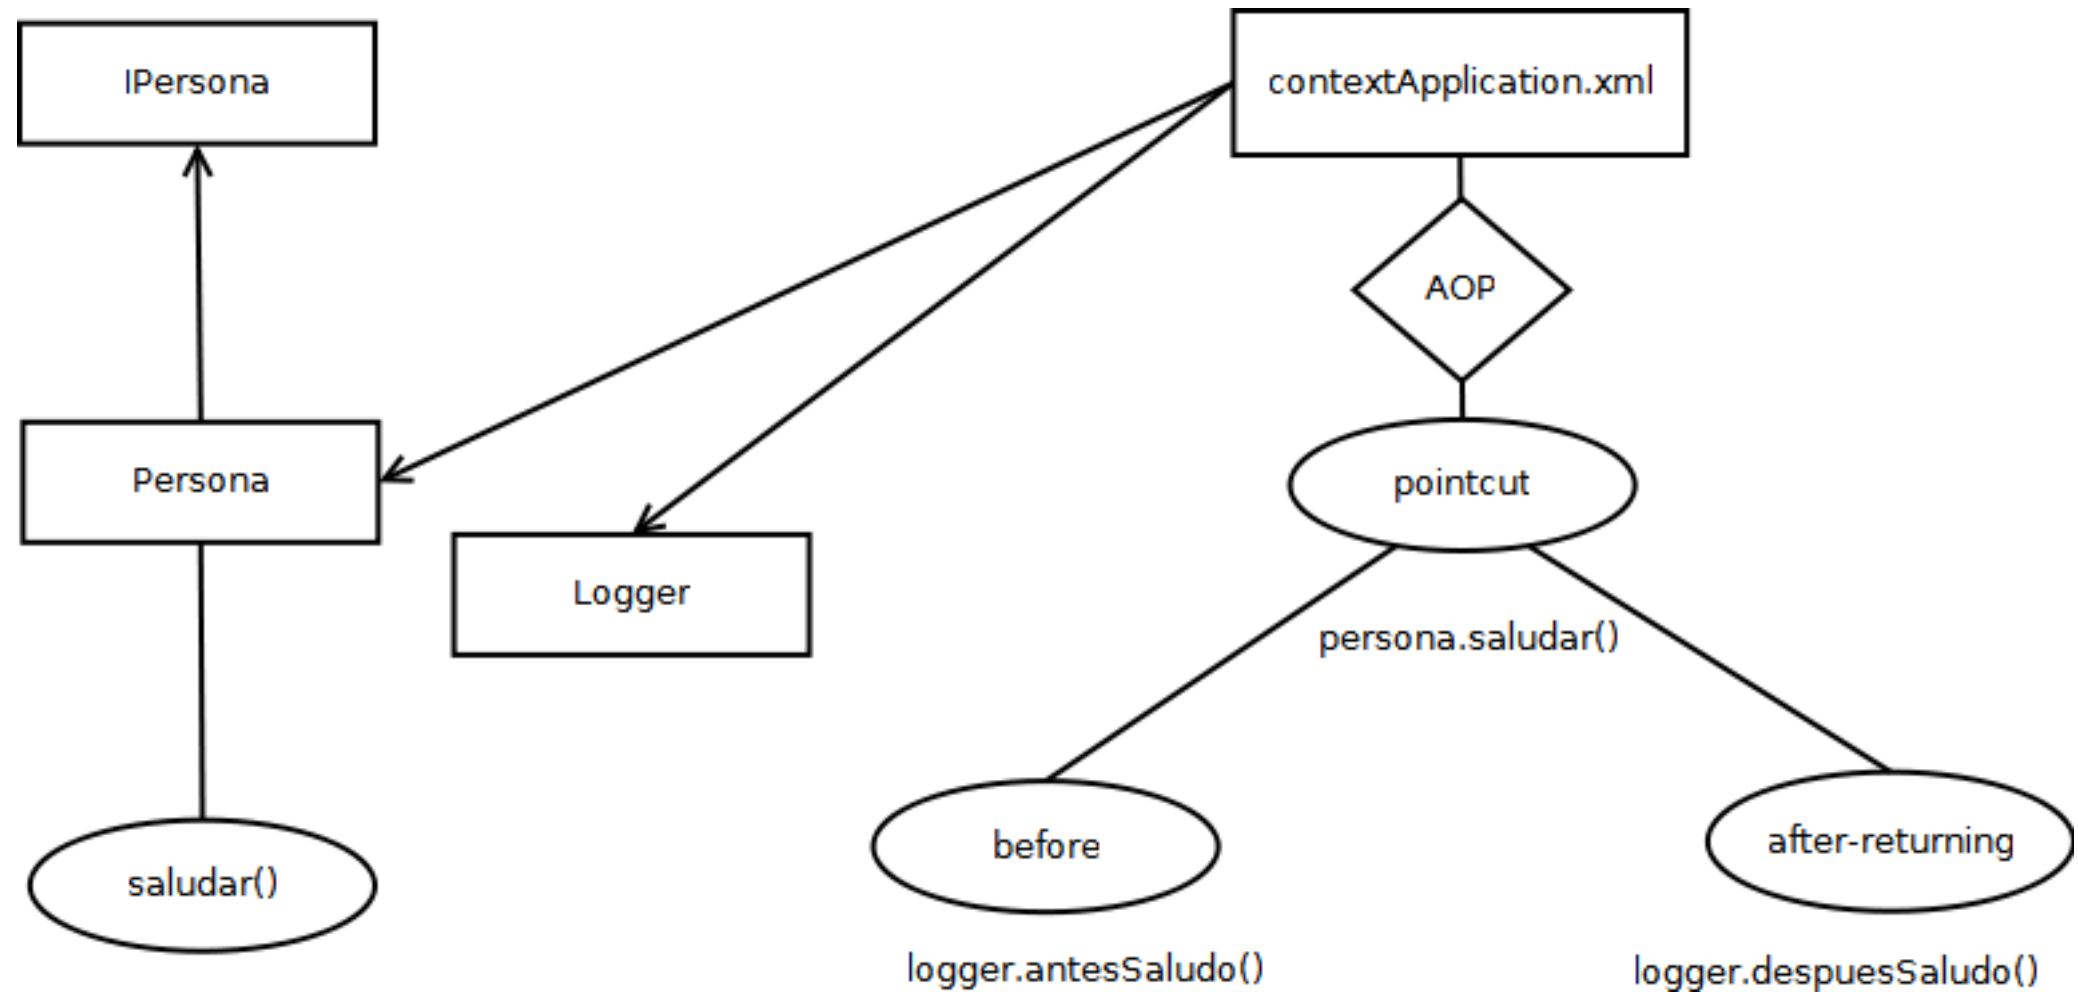 IPersona
contextApplication.xml
AOP
Persona
pointcut
Logger
persona.saludar()
before
after-returning
saludar()
logger.antesSaludo()
logger.despuesSaludo()